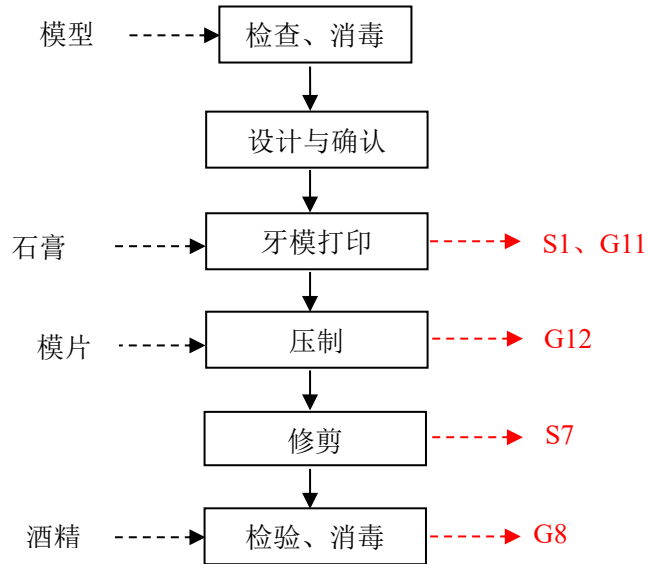 模型 检查、消毒
设计与确认
石膏 牙模打印 S1、G11
模片 压制 G12
修剪 S7
酒精 检验、消毒 G8